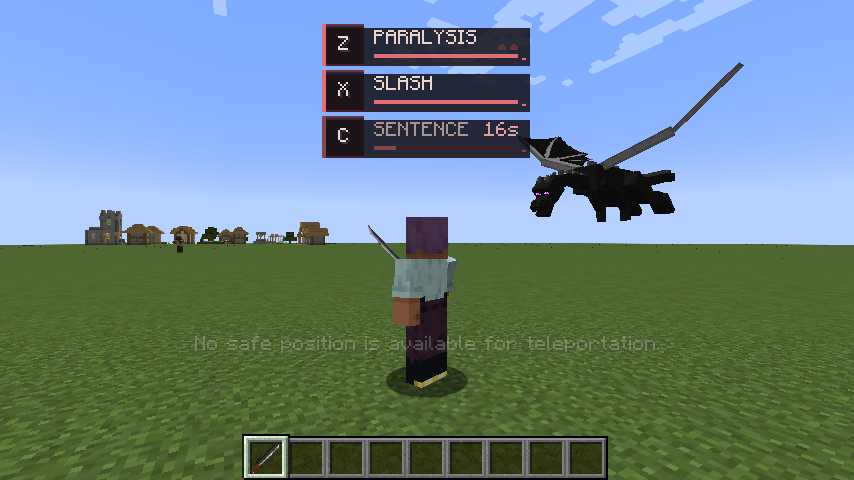 Z PARALYSIS
X SLASH
C SENTENCE 16s
No safe position is available for teleportation.